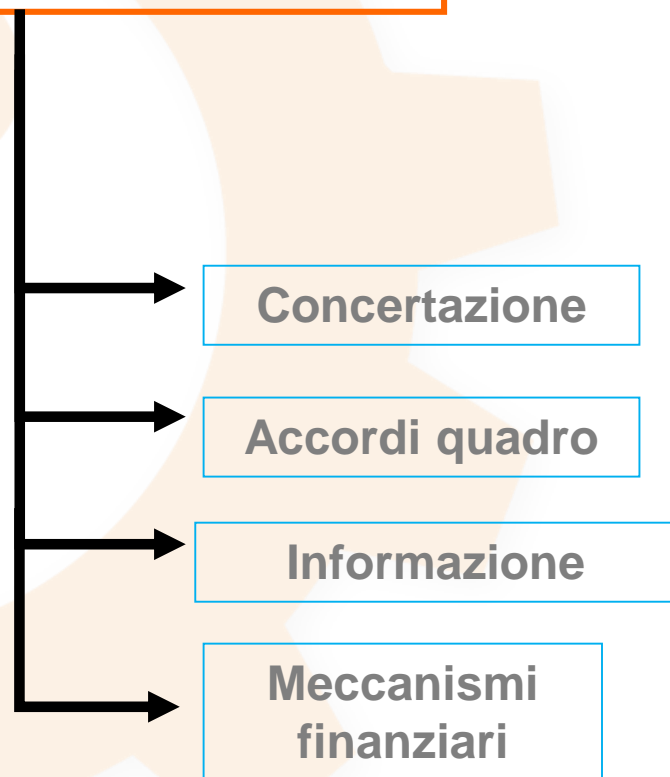 Concertazione
Accordi quadro
Informazione
Meccanismi
finanziari